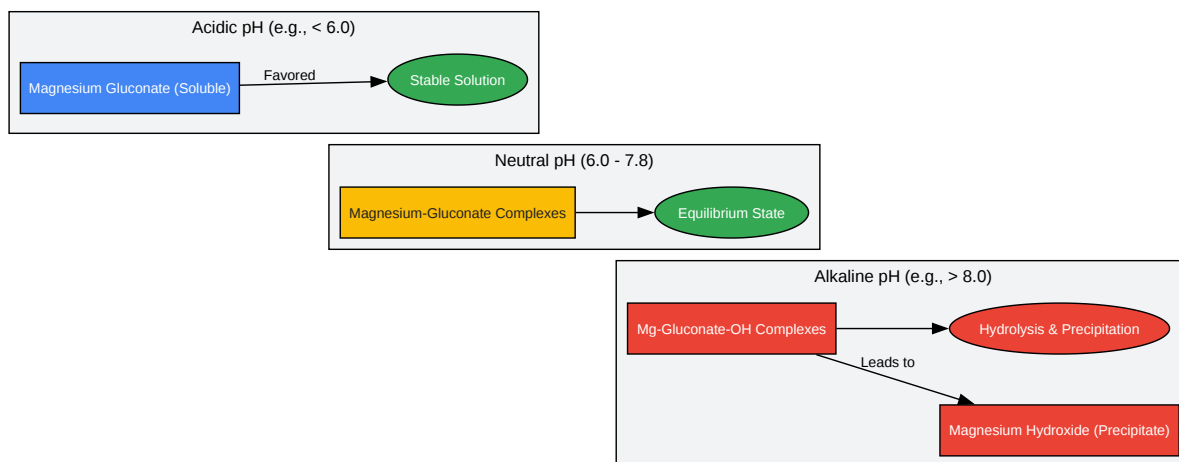 Acidic pH (e.g., < 6.0)
Magnesium Gluconate (Soluble)
Favored
Stable Solution
Neutral pH (6.0 - 7.8)
Magnesium-Gluconate Complexes
Equilibrium State
Alkaline pH (e.g., > 8.0)
Mg-Gluconate-OH Complexes
Hydrolysis & Precipitation
Leads to
Magnesium Hydroxide (Precipitate)